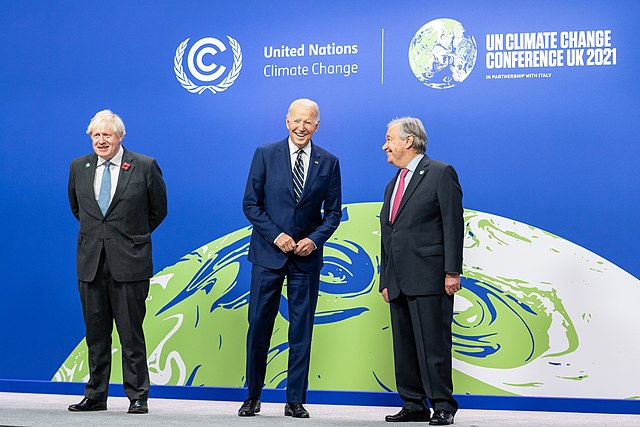 United Nations
Climate Change
UN CLIMATE CHANGE
CONFERENCE UK 2021
IN PARTNERSHIP WITH ITALY